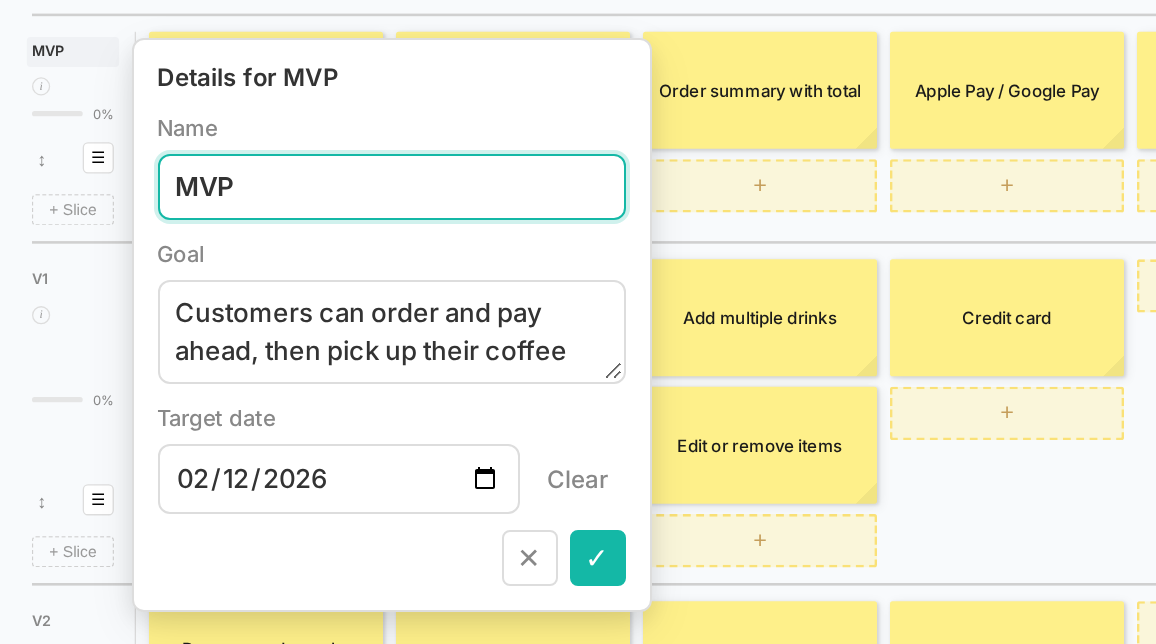 MVP
0%
+ Slice
Details for MVP
Name
MVP
Goal
Customers can order and pay
ahead, then pick up their coffee
Target date
02/12/2026
Clear
Order summary with total
Apple Pay / Google Pay
+
+
V1
0%
+ Slice
Add multiple drinks
Credit card
+
Edit or remove items
+
V2